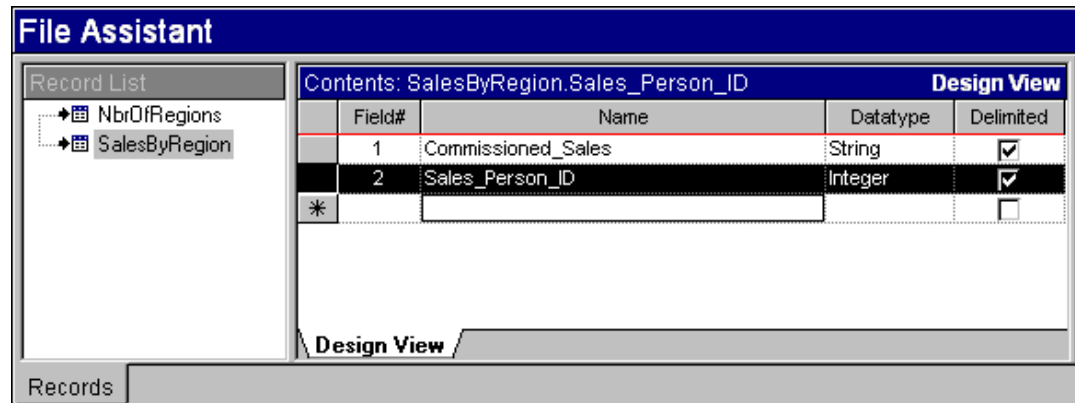 File Assistant
Record List
NbrOfRegions
SalesByRegion
Contents: SalesByRegion.Sales_Person_ID Design View
Field# Name Datatype Delimited
1 Commissioned_Sales String
2 Sales_Person_ID Integer
Design View
Records